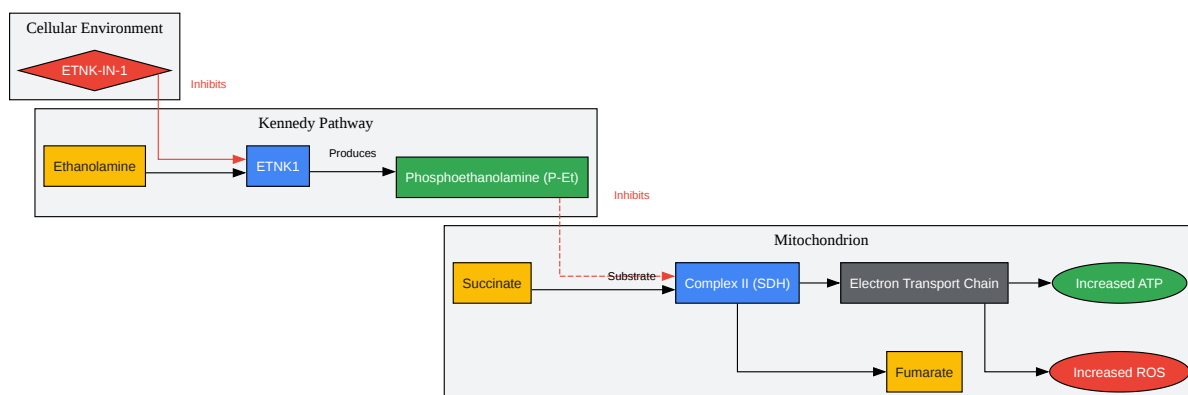 Cellular Environment
ETNK-IN-1
Inhibits
Kennedy Pathway
Ethanolamine
ETNK1
Produces
Phosphoethanolamine (P-Et)
Inhibits
Mitochondrion
Succinate
Substrate
Complex II (SDH)
Electron Transport Chain
Increased ATP
Fumarate
Increased ROS